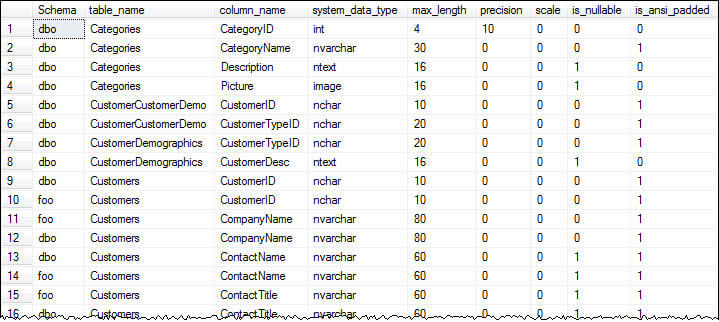 Schema table_name column_name system_data_type max_length precision scale is_nullable is_ansi_padded
1 dbo Categories CategoryID int 4 10 0 0 0
2 dbo Categories CategoryName nvarchar 30 0 0 0 1
3 dbo Categories Description ntext 16 0 0 1 0
4 dbo Categories Picture image 16 0 0 1 0
5 dbo CustomerCustomerDemo CustomerID nchar 10 0 0 0 1
6 dbo CustomerCustomerDemo CustomerTypeID nchar 20 0 0 0 1
7 dbo CustomerDemographics CustomerTypeID nchar 20 0 0 0 1
8 dbo CustomerDemographics CustomerDesc ntext 16 0 0 1 0
9 dbo Customers CustomerID nchar 10 0 0 0 1
10 foo Customers CustomerID nchar 10 0 0 0 1
11 foo Customers CompanyName nvarchar 80 0 0 0 1
12 dbo Customers CompanyName nvarchar 80 0 0 0 1
13 dbo Customers ContactName nvarchar 60 0 0 1 1
14 foo Customers ContactName nvarchar 60 0 0 1 1
15 foo Customers ContactTitle nvarchar 60 0 0 1 1
16 dbo Customers ContactTitle nvarchar 60 0 0 1 1